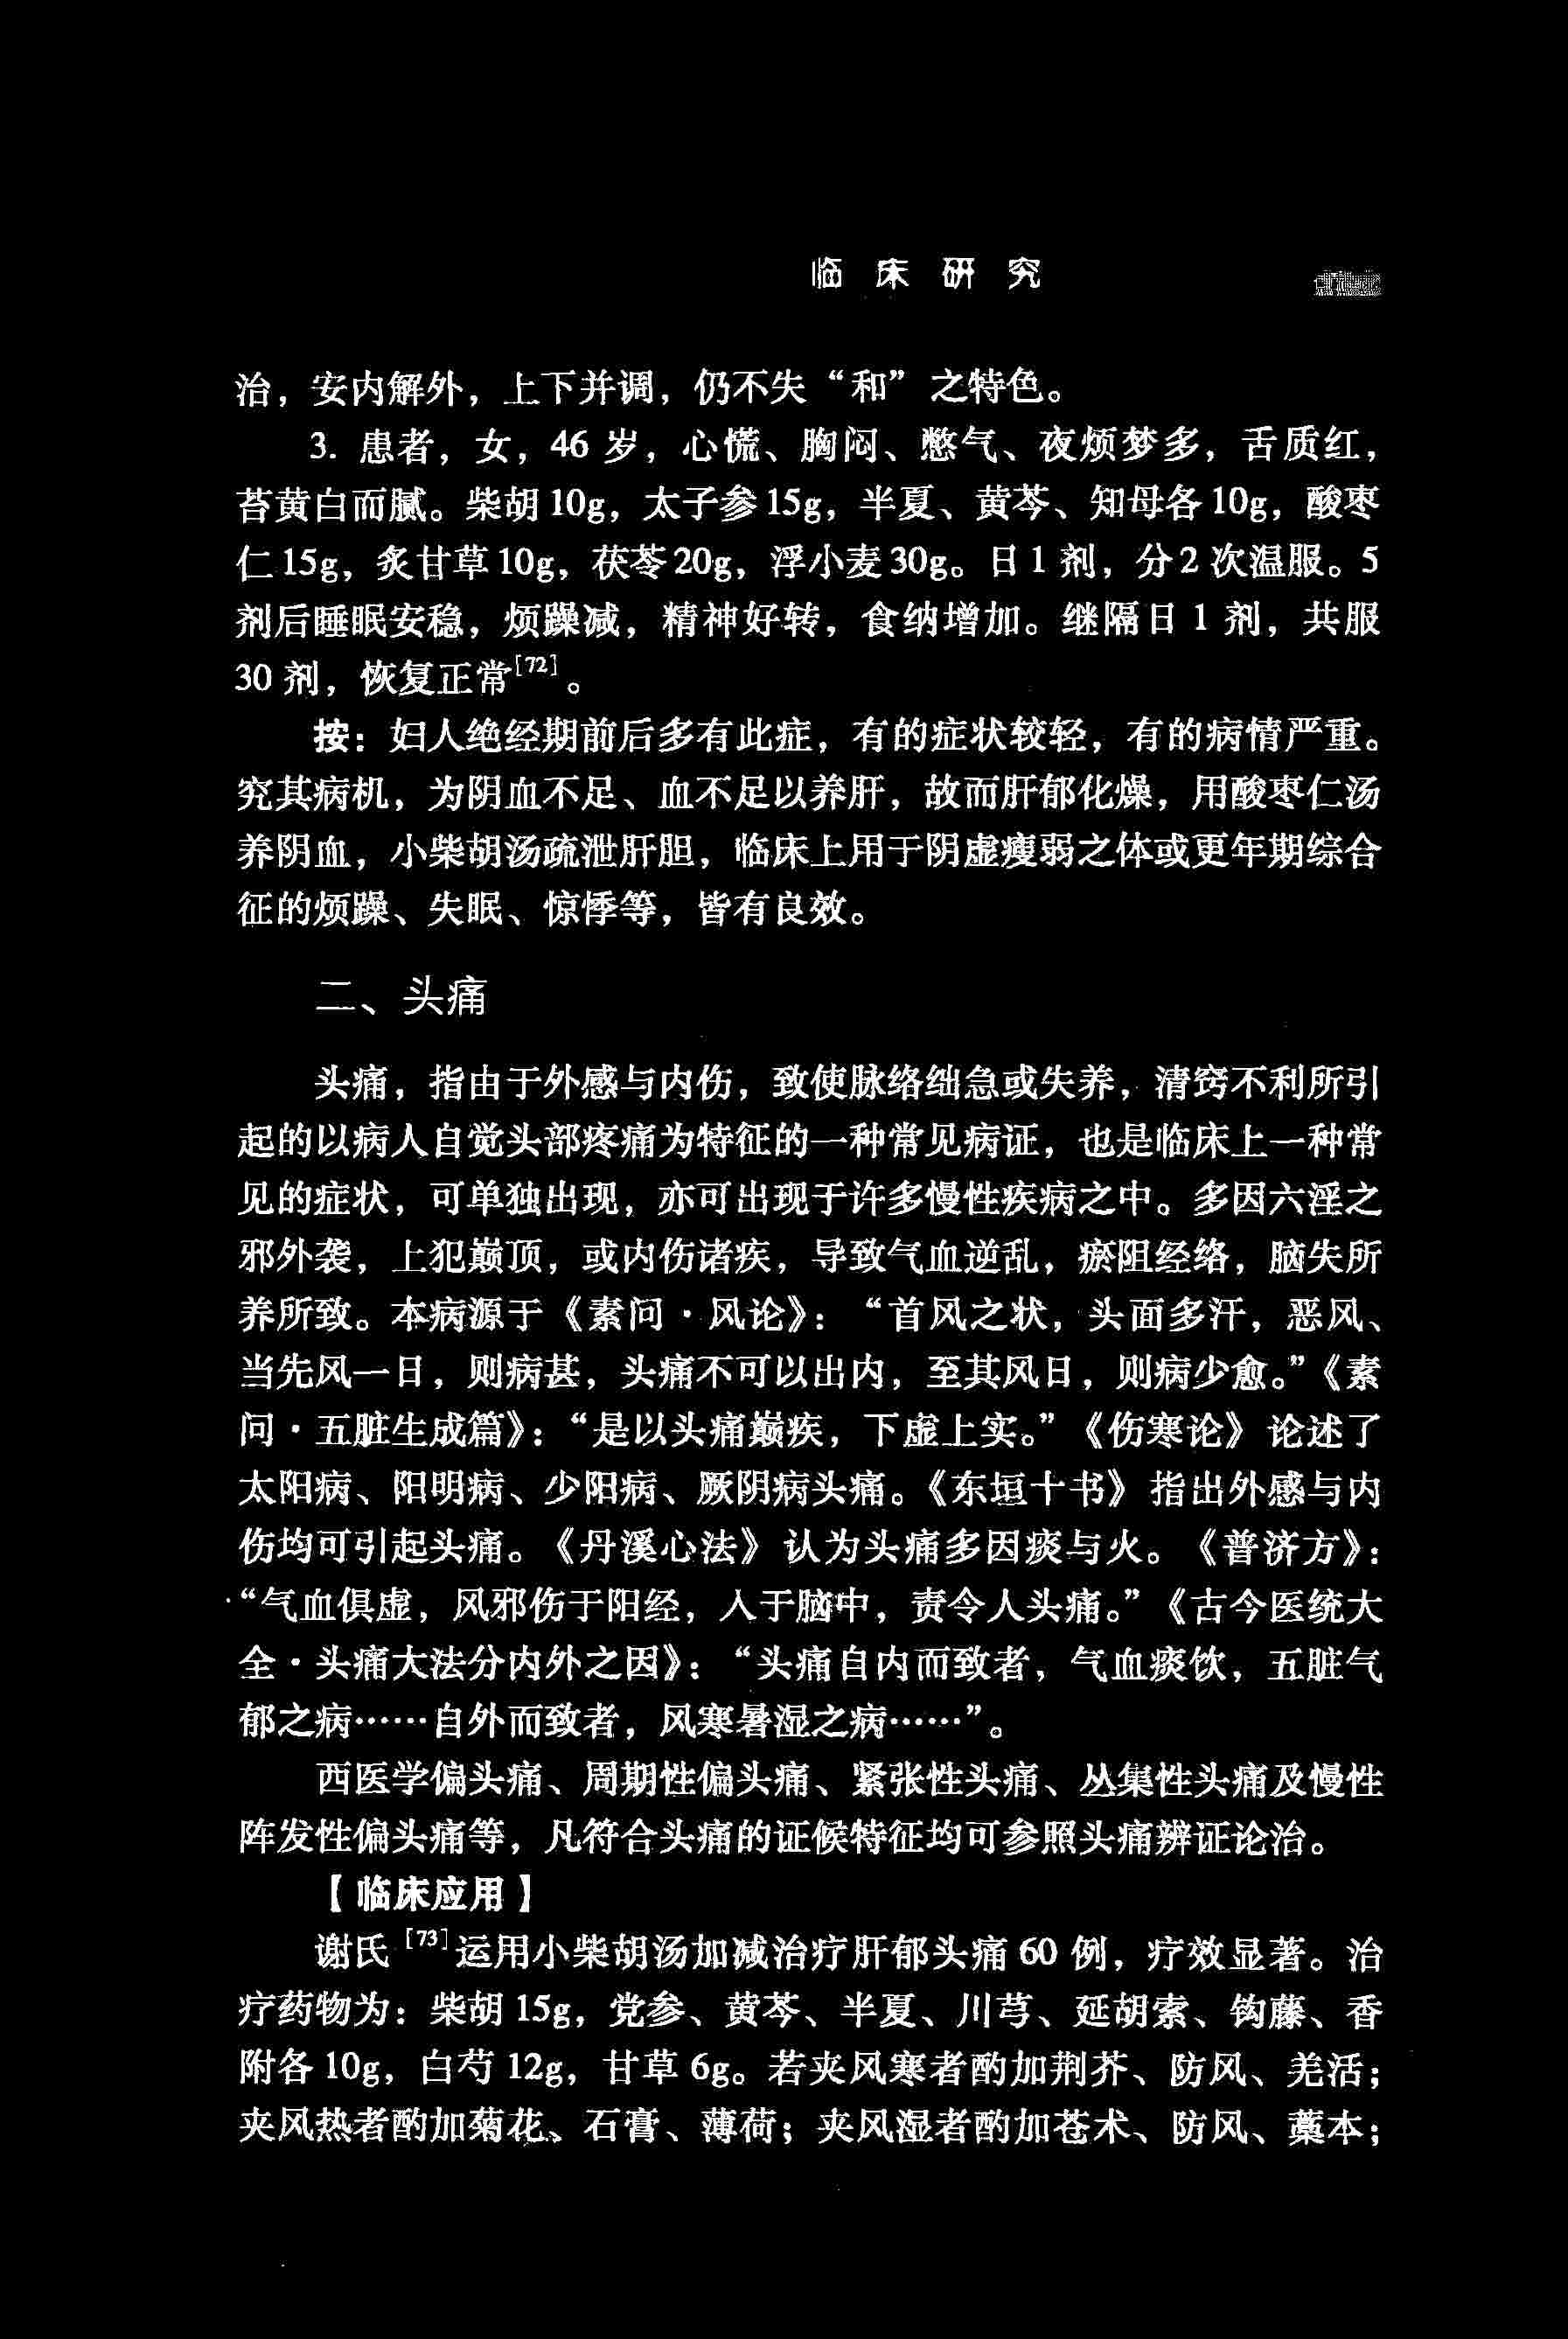 临床研究
治，安内解外，上下并调，仍不失“和”之特色。
3. 患者，女，46 岁，心慌、胸闷、憋气、夜烦梦多，舌质红，
苔黄白而腻。柴胡 10g，太子参 15g，半夏、黄芩、知母各 10g，酸枣
仁 15g，炙甘草 10g，茯苓 20g，浮小麦 30g。日 1 剂，分 2 次温服。5
剂后睡眠安稳，烦躁减，精神好转，食纳增加。继隔日 1 剂，共服
30 剂，恢复正常[72]。
按：妇人绝经期前后多有此症，有的症状较轻，有的病情严重。
究其病机，为阴血不足、血不足以养肝，故而肝郁化燥，用酸枣仁汤
养阴血，小柴胡汤疏泄肝胆，临床上用于阴虚瘦弱之体或更年期综合
征的烦躁、失眠、惊悸等，皆有良效。
二、头痛
头痛，指由于外感与内伤，致使脉络绌急或失养，清窍不利所引
起的以病人自觉头部疼痛为特征的一种常见病证，也是临床上一种常
见的症状，可单独出现，亦可出现于许多慢性疾病之中。多因六淫之
邪外袭，上犯巅顶，或内伤诸疾，导致气血逆乱，瘀阻经络，脑失所
养所致。本病源于《素问·风论》：“首风之状，头面多汗，恶风、
当先风一日，则病甚，头痛不可以出内，至其风日，则病少愈。”《素
问·五脏生成篇》：“是以头痛巅疾，下虚上实。”《伤寒论》论述了
太阳病、阳明病、少阳病、厥阴病头痛。《东垣十书》指出外感与内
伤均可引起头痛。《丹溪心法》认为头痛多因痰与火。《普济方》：
“气血俱虚，风邪伤于阳经，入于脑中，责令人头痛。”《古今医统大
全·头痛大法分内外之因》：“头痛自内而致者，气血痰饮，五脏气
郁之病……自外而致者，风寒暑湿之病……”。
西医学偏头痛、周期性偏头痛、紧张性头痛、丛集性头痛及慢性
阵发性偏头痛等，凡符合头痛的证候特征均可参照头痛辨证论治。
【临床应用】
谢氏[73]运用小柴胡汤加减治疗肝郁头痛 60 例，疗效显著。治
疗药物为：柴胡 15g，党参、黄芩、半夏、川芎、延胡索、钩藤、香
附各 10g，白芍 12g，甘草 6g。若夹风寒者酌加荆芥、防风、羌活；
夹风热者酌加菊花、石膏、薄荷；夹风湿者酌加苍术、防风、藁本；